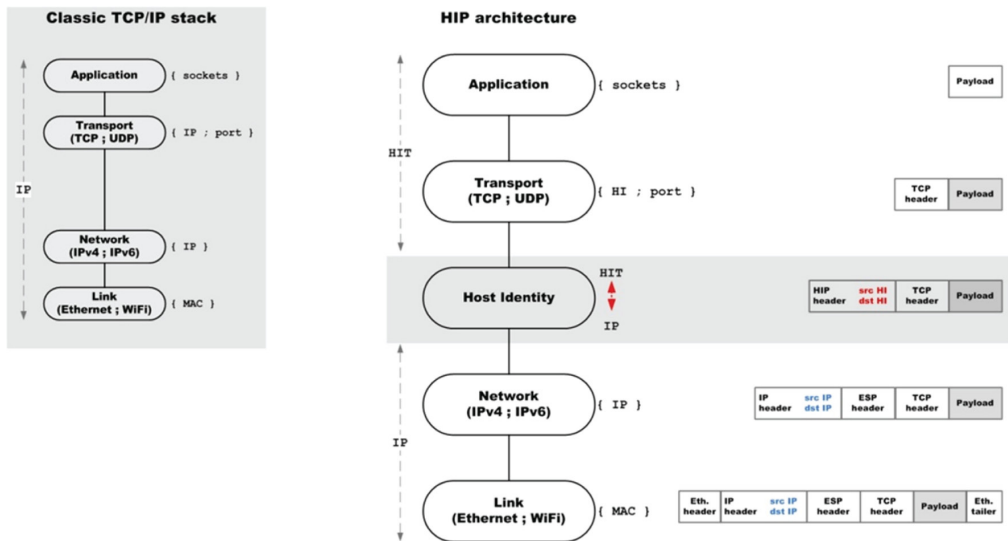 Classic TCP/IP stack
Application
{ sockets }
Transport
(TCP ; UDP)
{ IP ; port }
IP
Network
(IPv4 ; IPv6)
{ IP }
Link
(Ethernet ; WiFi)
{ MAC }
HIP architecture
Application
{ sockets }
Payload
HIT
Transport
(TCP ; UDP)
{ HI ; port }
TCP
header
Payload
Host Identity
HIT
IP
HIP
header
src HI
dst HI
TCP
header
Payload
Network
(IPv4 ; IPv6)
{ IP }
IP
header
src IP
dst IP
ESP
header
TCP
header
Payload
IP
Link
(Ethernet ; WiFi)
{ MAC }
Eth.
header
IP
header
src IP
dst IP
ESP
header
TCP
header
Payload
Eth.
tailer